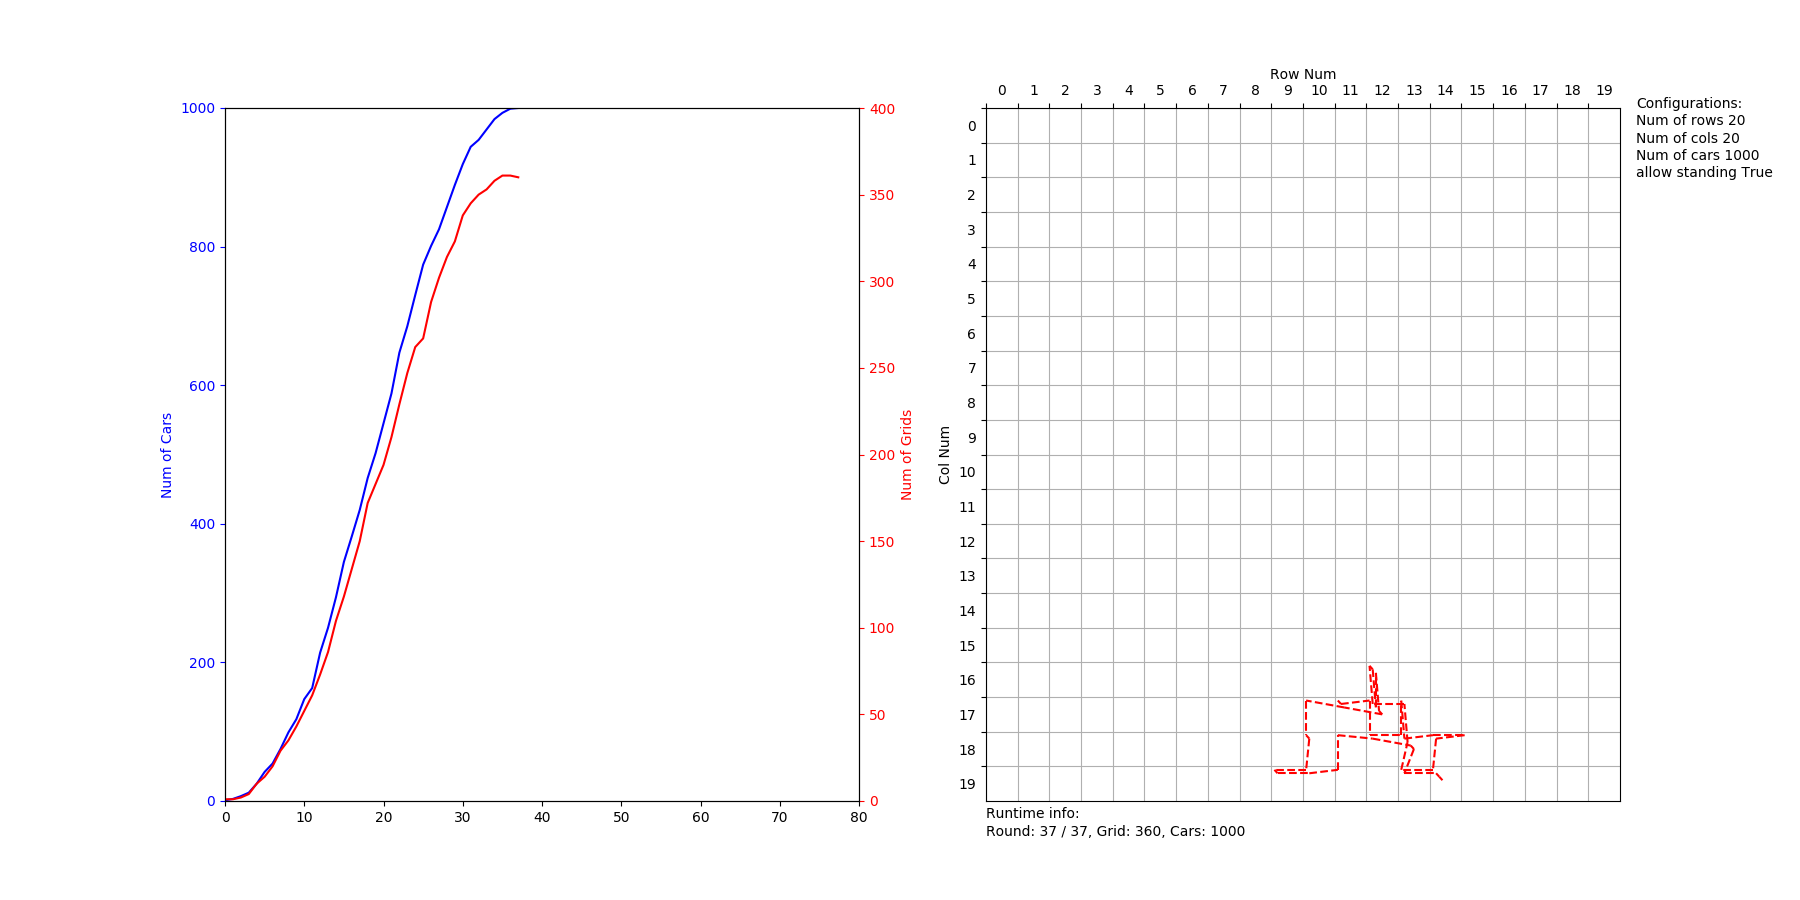 Row Num
0 1 2 3 4 5 6 7 8 9 10 11 12 13 14 15 16 17 18 19
Configurations:
Num of rows 20
Num of cols 20
Num of cars 1000
allow standing True
1000
800
600
400
200
0
Num of Cars
0 10 20 30 40 50 60 70 80
400
350
300
250
200
150
100
50
0
Num of Grids
Col Num
0
1
2
3
4
5
6
7
8
9
10
11
12
13
14
15
16
17
18
19
Runtime info:
Round: 37 / 37, Grid: 360, Cars: 1000